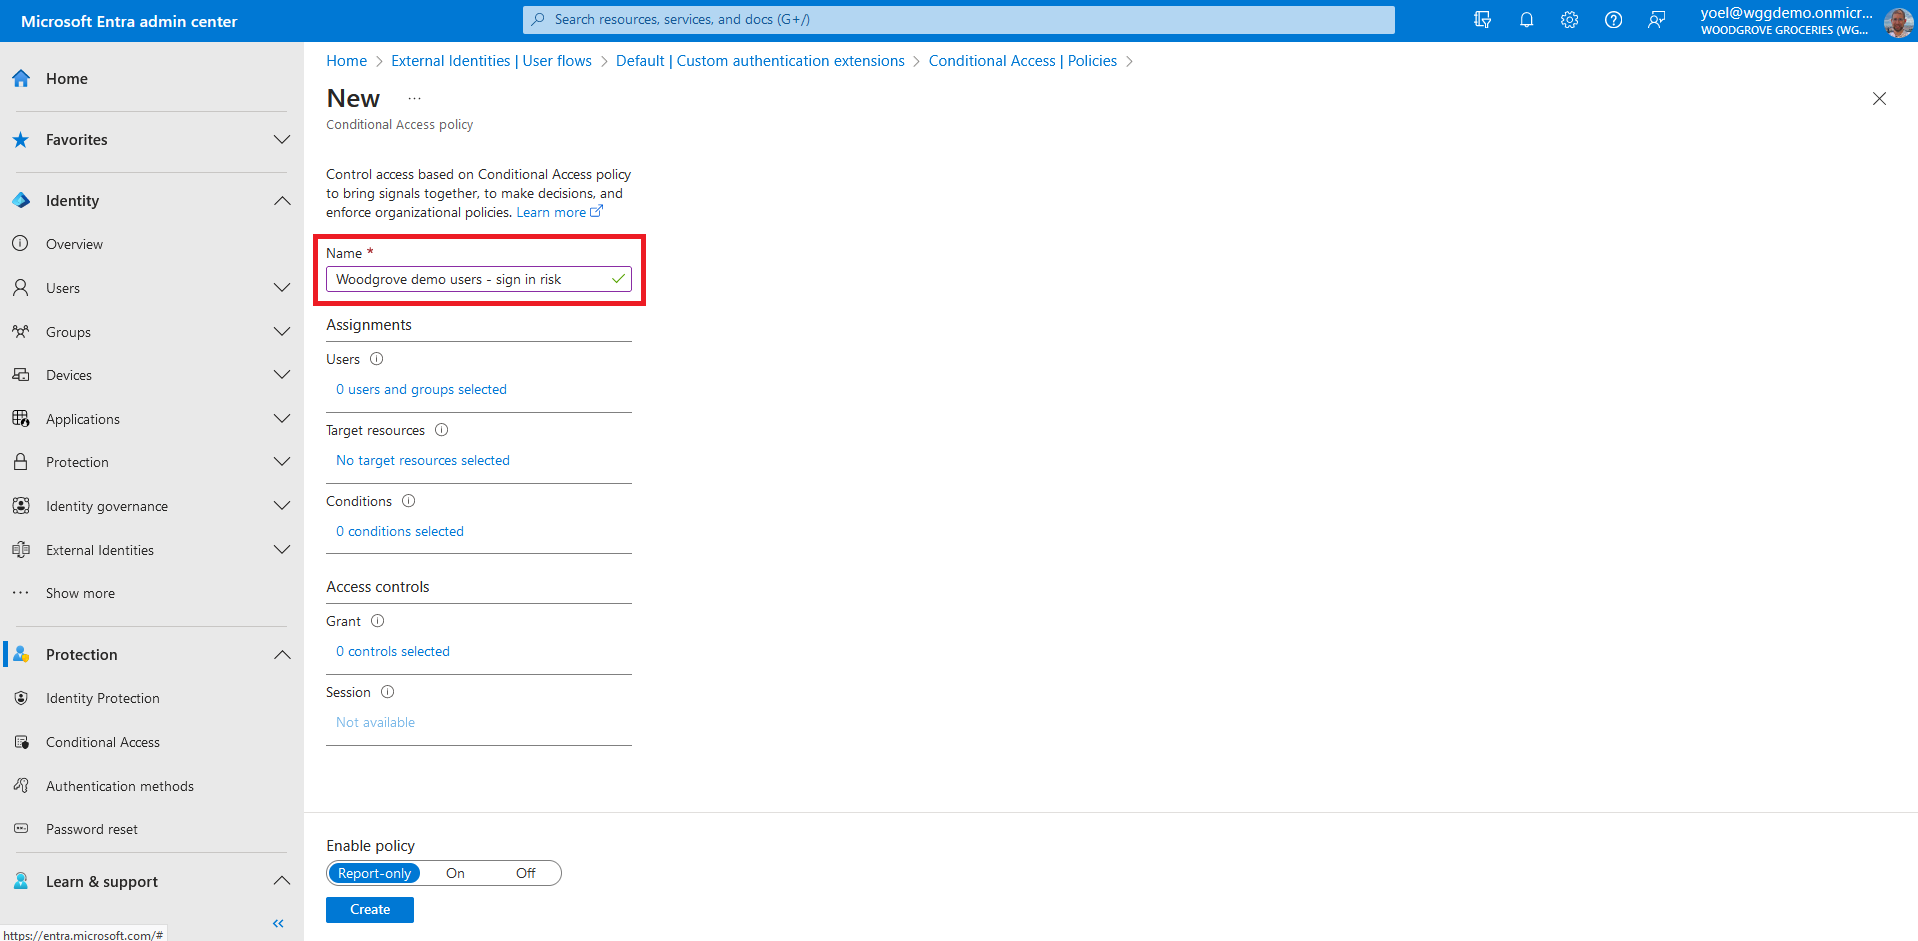 Microsoft Entra admin center
Search resources, services, and docs (G+/)
yoel@wggdemo.onmicr...
WOODGROVE GROCERIES (WG...
Home
Favorites
Identity
Overview
Users
Groups
Devices
Applications
Protection
Identity governance
External Identities
Show more
Protection
Identity Protection
Conditional Access
Authentication methods
Password reset
Learn & support
https://entra.microsoft.com/#
Home > External Identities | User flows > Default | Custom authentication extensions > Conditional Access | Policies >
New ...
Conditional Access policy
Control access based on Conditional Access policy
to bring signals together, to make decisions, and
enforce organizational policies. Learn more
Name *
Woodgrove demo users - sign in risk
Assignments
Users
0 users and groups selected
Target resources
No target resources selected
Conditions
0 conditions selected
Access controls
Grant
0 controls selected
Session
Not available
Enable policy
Report-only On Off
Create